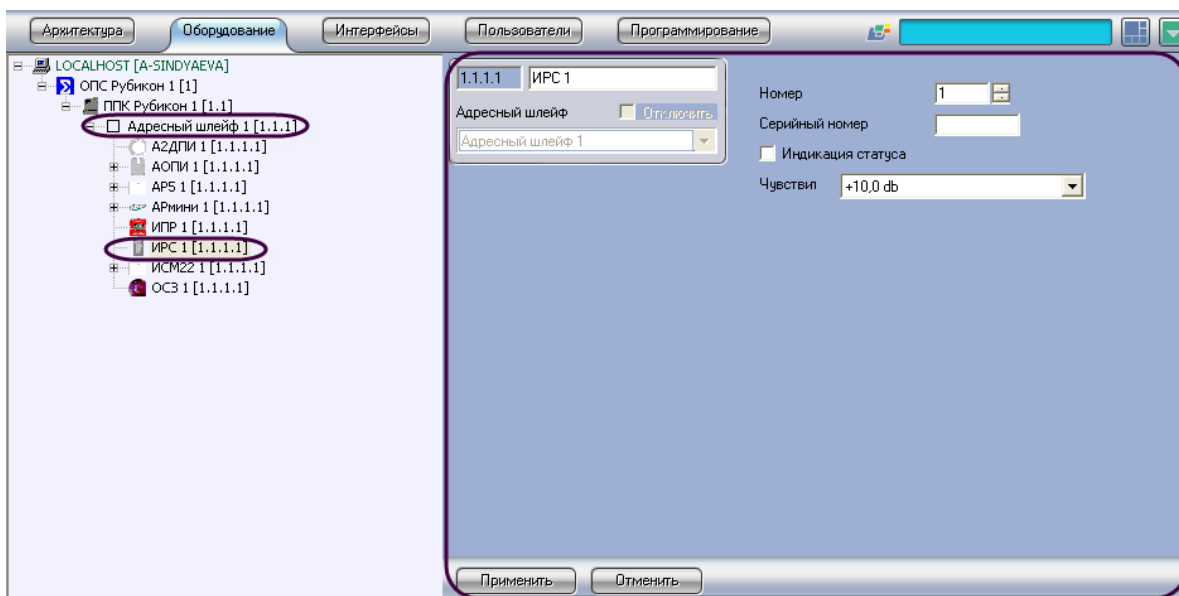 Архитектура Оборудование Интерфейсы Пользователи Программирование
LOCALHOST [A-SINDYAEVA]
ОПС Рубикон 1 [1]
ППК Рубикон 1 [1.1]
Адресный шлейф 1 [1.1.1]
А2ДПИ 1 [1.1.1.1]
АОПИ 1 [1.1.1.1]
АР5 1 [1.1.1.1]
АРмини 1 [1.1.1.1]
ИПР 1 [1.1.1.1]
ИРС 1 [1.1.1.1]
ИСМ22 1 [1.1.1.1]
ОСЗ 1 [1.1.1.1]
1.1.1.1 ИРС 1
Адресный шлейф Отключить
Адресный шлейф 1
Номер 1
Серийный номер
Индикация статуса
Чувствит +10,0 db
Применить Отменить